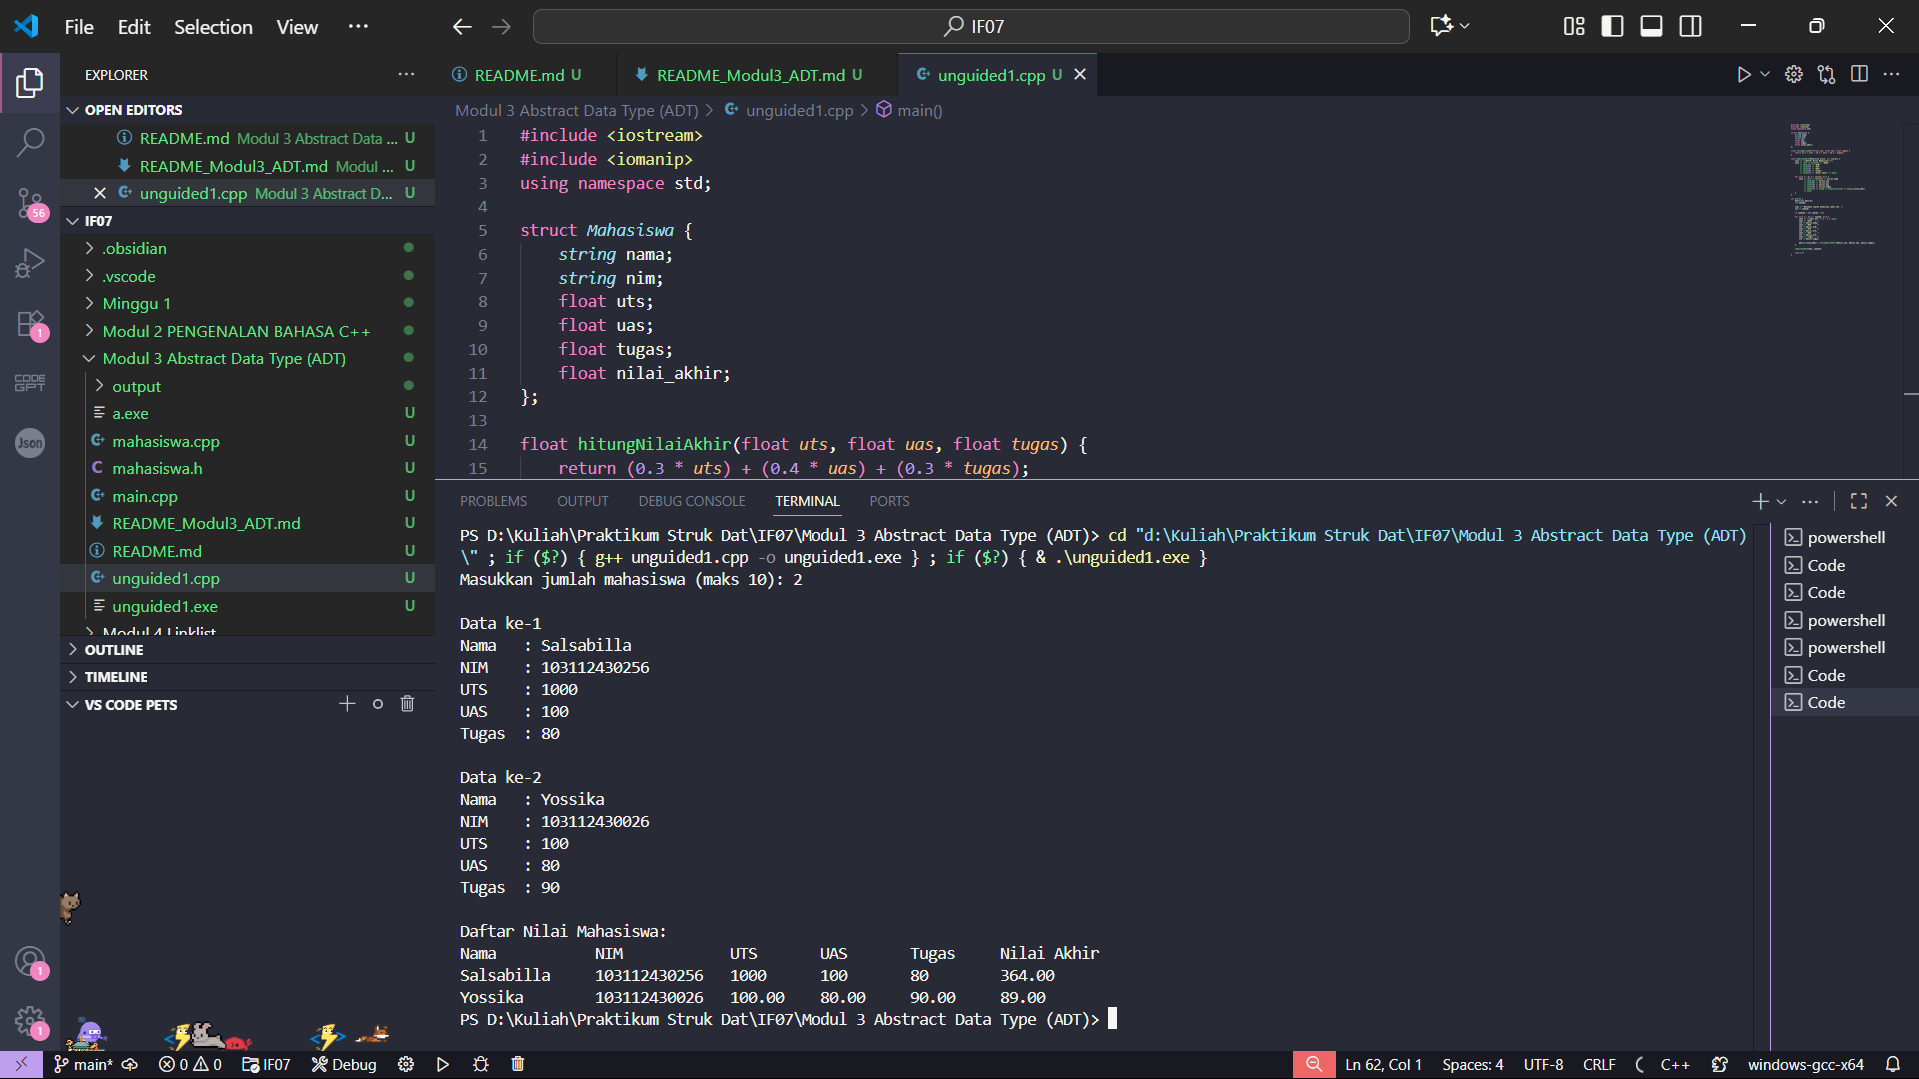 File Edit Selection View ···
IF07
EXPLORER
README.md U
README_Modul3_ADT.md U
unguided1.cpp U
OPEN EDITORS
README.md Modul 3 Abstract Data ... U
README_Modul3_ADT.md Modul ... U
unguided1.cpp Modul 3 Abstract D... U
IF07
.obsidian
.vscode
Minggu 1
Modul 2 PENGENALAN BAHASA C++
Modul 3 Abstract Data Type (ADT)
output
a.exe U
mahasiswa.cpp U
mahasiswa.h U
main.cpp U
README_Modul3_ADT.md U
README.md U
unguided1.cpp U
unguided1.exe U
Modul 4 Linklist
OUTLINE
TIMELINE
VS CODE PETS
56
1
CODE GPT
Json
1
1
Modul 3 Abstract Data Type (ADT) > unguided1.cpp > main()
1 #include <iostream>
2 #include <iomanip>
3 using namespace std;
4
5 struct Mahasiswa {
6 string nama;
7 string nim;
8 float uts;
9 float uas;
10 float tugas;
11 float nilai_akhir;
12 };
13
14 float hitungNilaiAkhir(float uts, float uas, float tugas) {
15 return (0.3 * uts) + (0.4 * uas) + (0.3 * tugas);
PROBLEMS OUTPUT DEBUG CONSOLE TERMINAL PORTS
PS D:\Kuliah\Praktikum Struk Dat\IF07\Modul 3 Abstract Data Type (ADT)> cd "d:\Kuliah\Praktikum Struk Dat\IF07\Modul 3 Abstract Data Type (ADT)
\" ; if ($?) { g++ unguided1.cpp -o unguided1.exe } ; if ($?) { & .\unguided1.exe }
Masukkan jumlah mahasiswa (maks 10): 2
Data ke-1
Nama : Salsabilla
NIM : 103112430256
UTS : 1000
UAS : 100
Tugas : 80
Data ke-2
Nama : Yossika
NIM : 103112430026
UTS : 100
UAS : 80
Tugas : 90
Daftar Nilai Mahasiswa:
Nama NIM UTS UAS Tugas Nilai Akhir
Salsabilla 103112430256 1000 100 80 364.00
Yossika 103112430026 100.00 80.00 90.00 89.00
PS D:\Kuliah\Praktikum Struk Dat\IF07\Modul 3 Abstract Data Type (ADT)>
powershell
Code
Code
powershell
powershell
Code
Code
main* 0 0 IF07 Debug
Ln 62, Col 1 Spaces: 4 UTF-8 CRLF C++ windows-gcc-x64